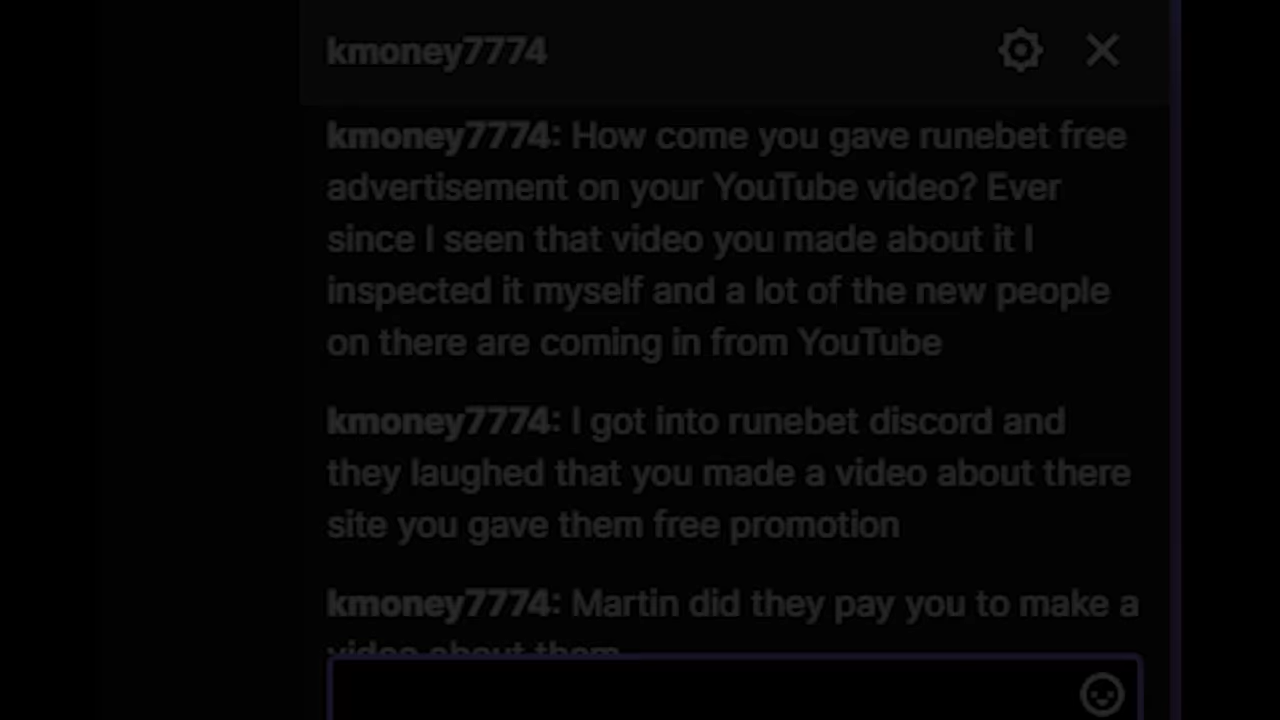 kmoney7774
kmoney7774: How come you gave runebet free
advertisement on your YouTube video? Ever
since I seen that video you made about it I
inspected it myself and a lot of the new people
on there are coming in from YouTube
kmoney7774: I got into runebet discord and
they laughed that you made a video about there
site you gave them free promotion
kmoney7774: Martin did they pay you to make a
video about them